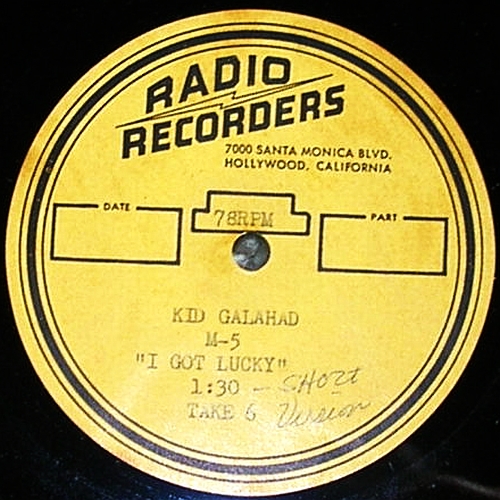 RADIO
RECORDERS
7000 SANTA MONICA BLVD.
HOLLYWOOD, CALIFORNIA
DATE
78RPM
PART
KID GALAHAD
M-5
"I GOT LUCKY"
1:30 - SHORT
TAKE 6 Version